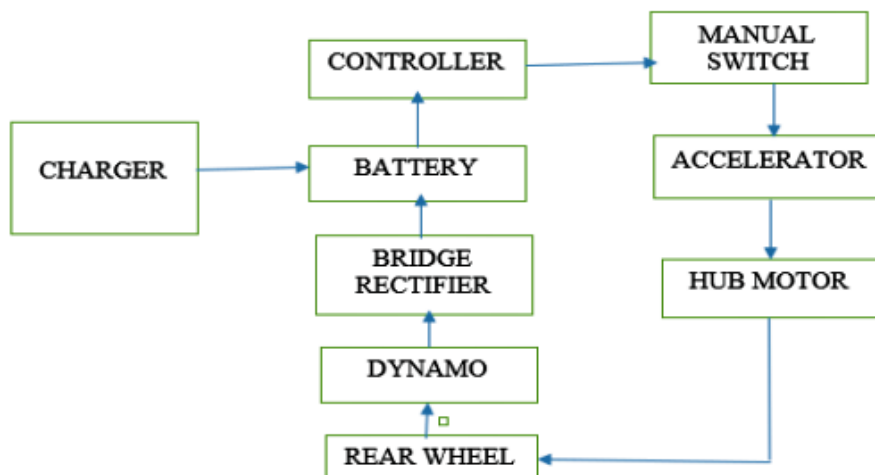 MANUAL
SWITCH
CONTROLLER
CHARGER
BATTERY
ACCELERATOR
BRIDGE
RECTIFIER
HUB MOTOR
DYNAMO
REAR WHEEL